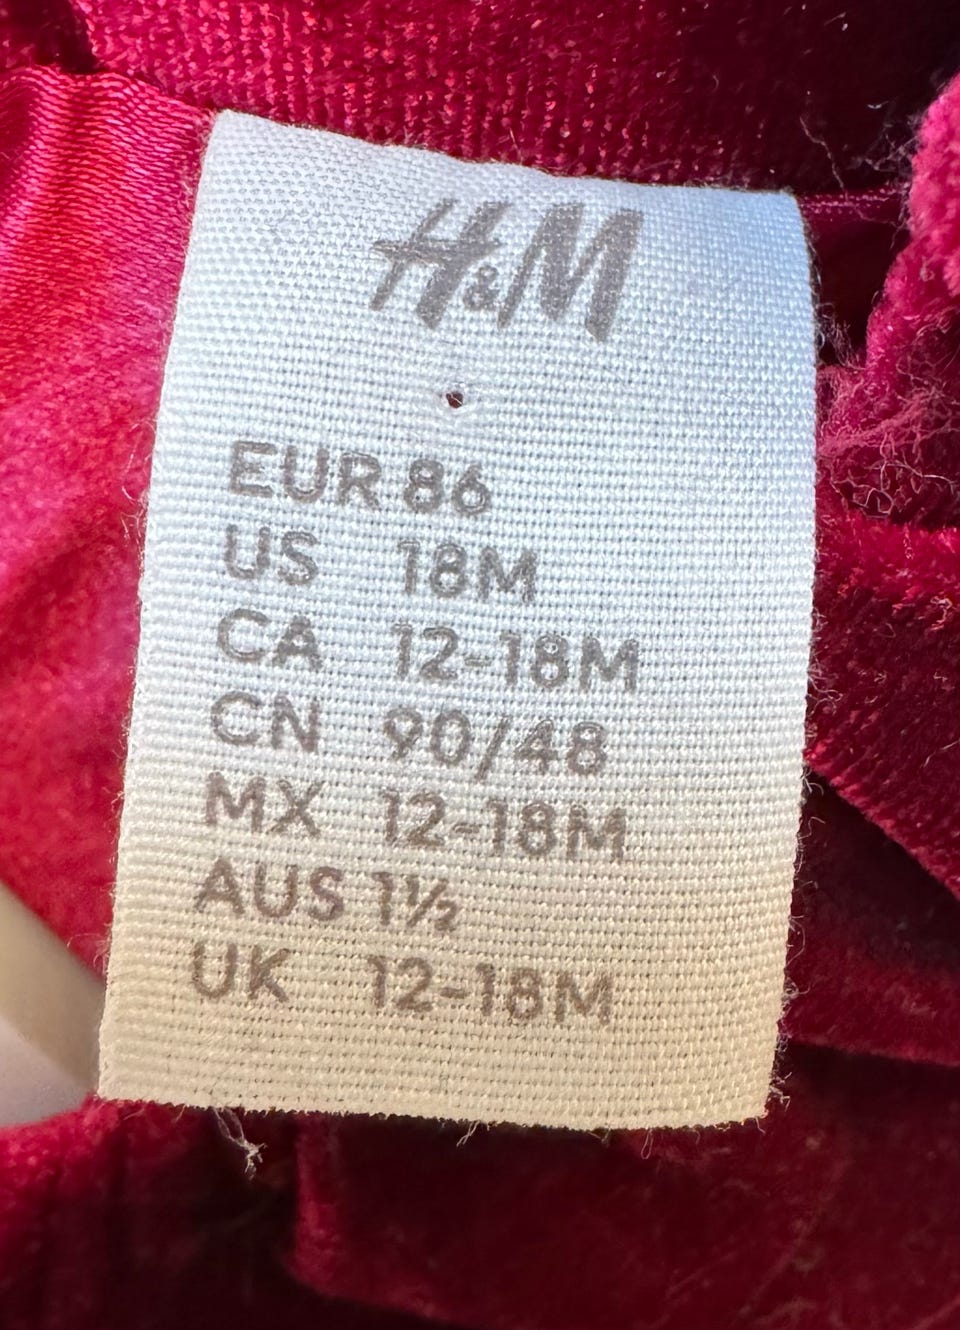 H&M
EUR 86
US 18M
CA 12-18M
CN 90/48
MX 12-18M
AUS 1½
UK 12-18M